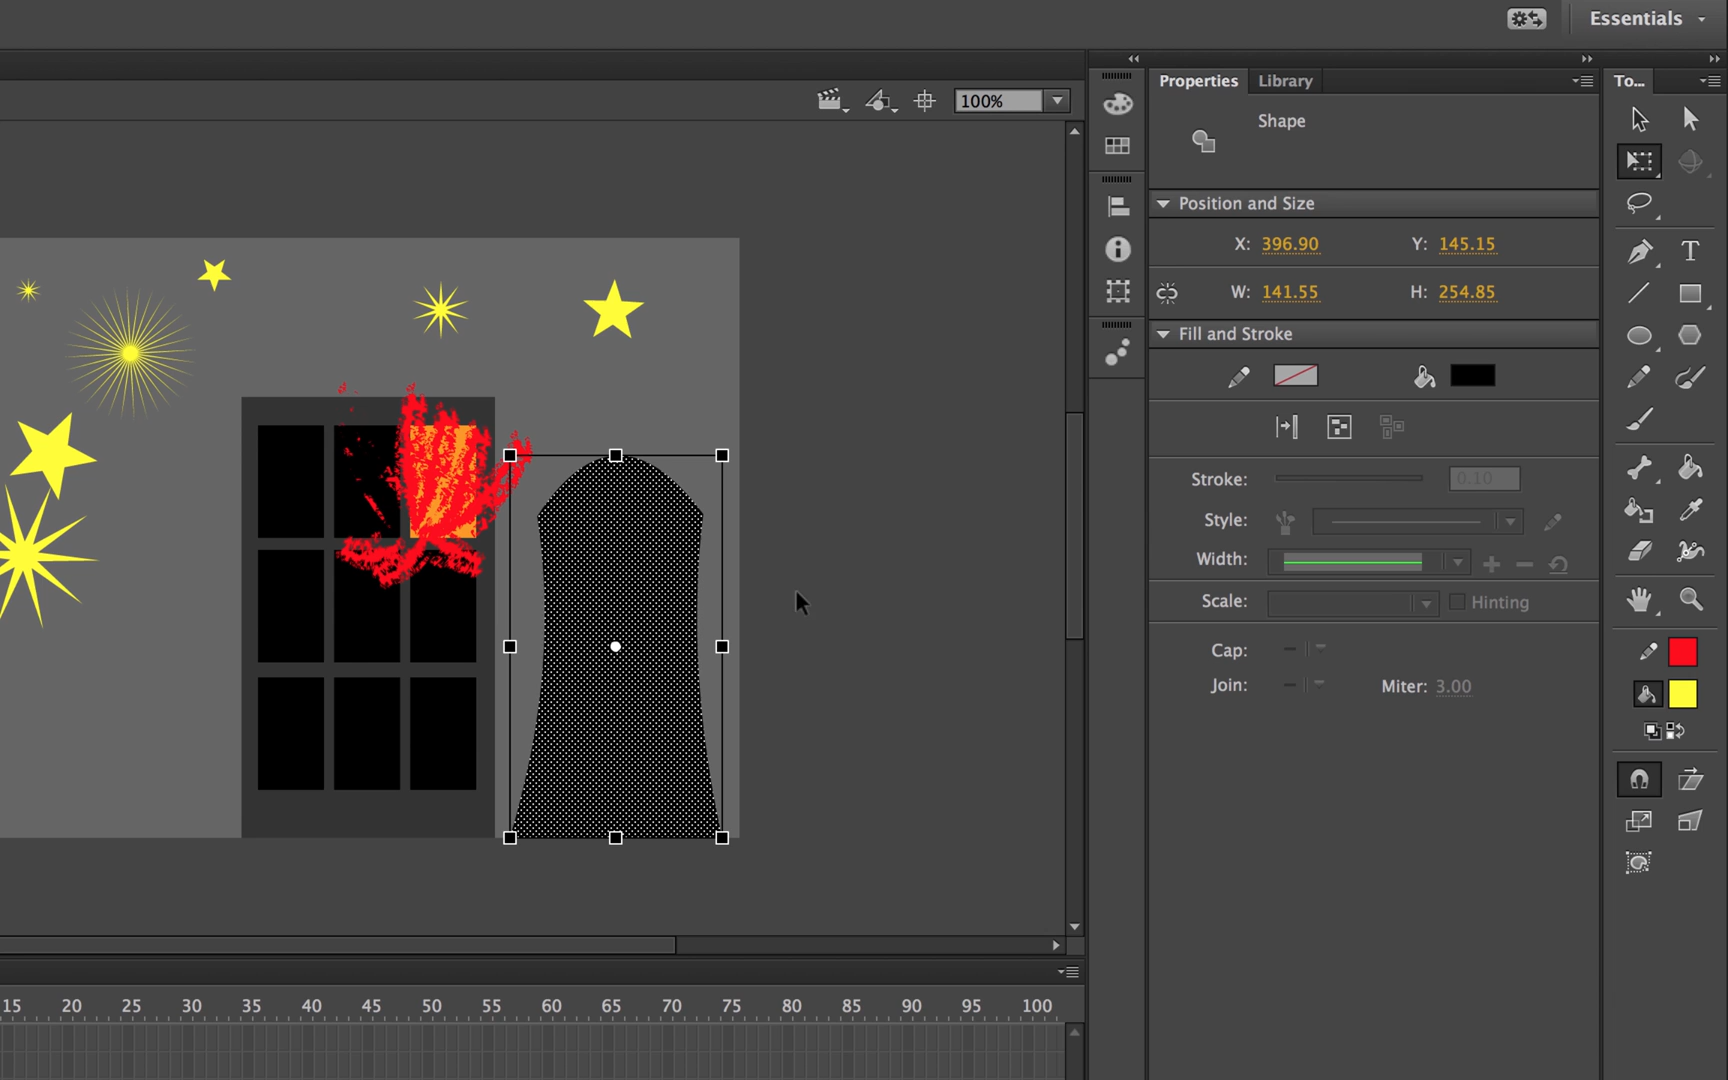 Essentials
100%
Properties
Library
To...
Shape
Position and Size
X: 396.90
Y: 145.15
W: 141.55
H: 254.85
Fill and Stroke
Stroke:
0.10
Style:
Width:
Scale:
Hinting
Cap:
Join:
Miter: 3.00
15 20 25 30 35 40 45 50 55 60 65 70 75 80 85 90 95 100